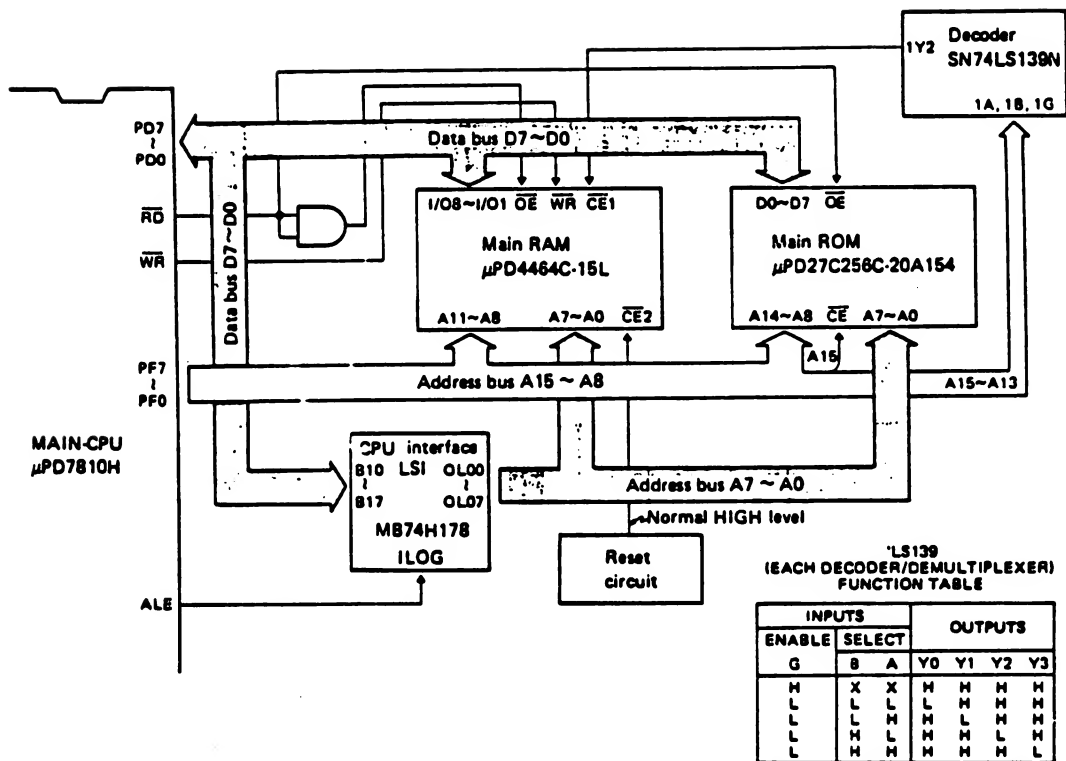 Decoder
SN74LS139N
1Y2
1A, 1B, 1G
PD7
~
PD0
Data bus D7~D0
RD
WR
Data bus D7~D0
I/O8~I/O1 OE WR CE1
Main RAM
μPD4464C-15L
A11~A8 A7~A0 CE2
D0~D7 OE
Main ROM
μPD27C256C-20A154
A14~A8 CE A7~A0
A15
PF7
~
PF0
Address bus A15 ~ A8
A15~A13
MAIN-CPU
μPD7810H
CPU interface
B10 LSI OL00
~ ~
B17 OL07
MB74H178
ILOG
Address bus A7 ~ A0
Normal HIGH level
Reset
circuit
ALE
'LS139
(EACH DECODER/DEMULTIPLEXER)
FUNCTION TABLE
INPUTS OUTPUTS
ENABLE SELECT
G B A Y0 Y1 Y2 Y3
H X X H H H H
L L L L H H H
L L H H L H H
L H L H H L H
L H H H H H L